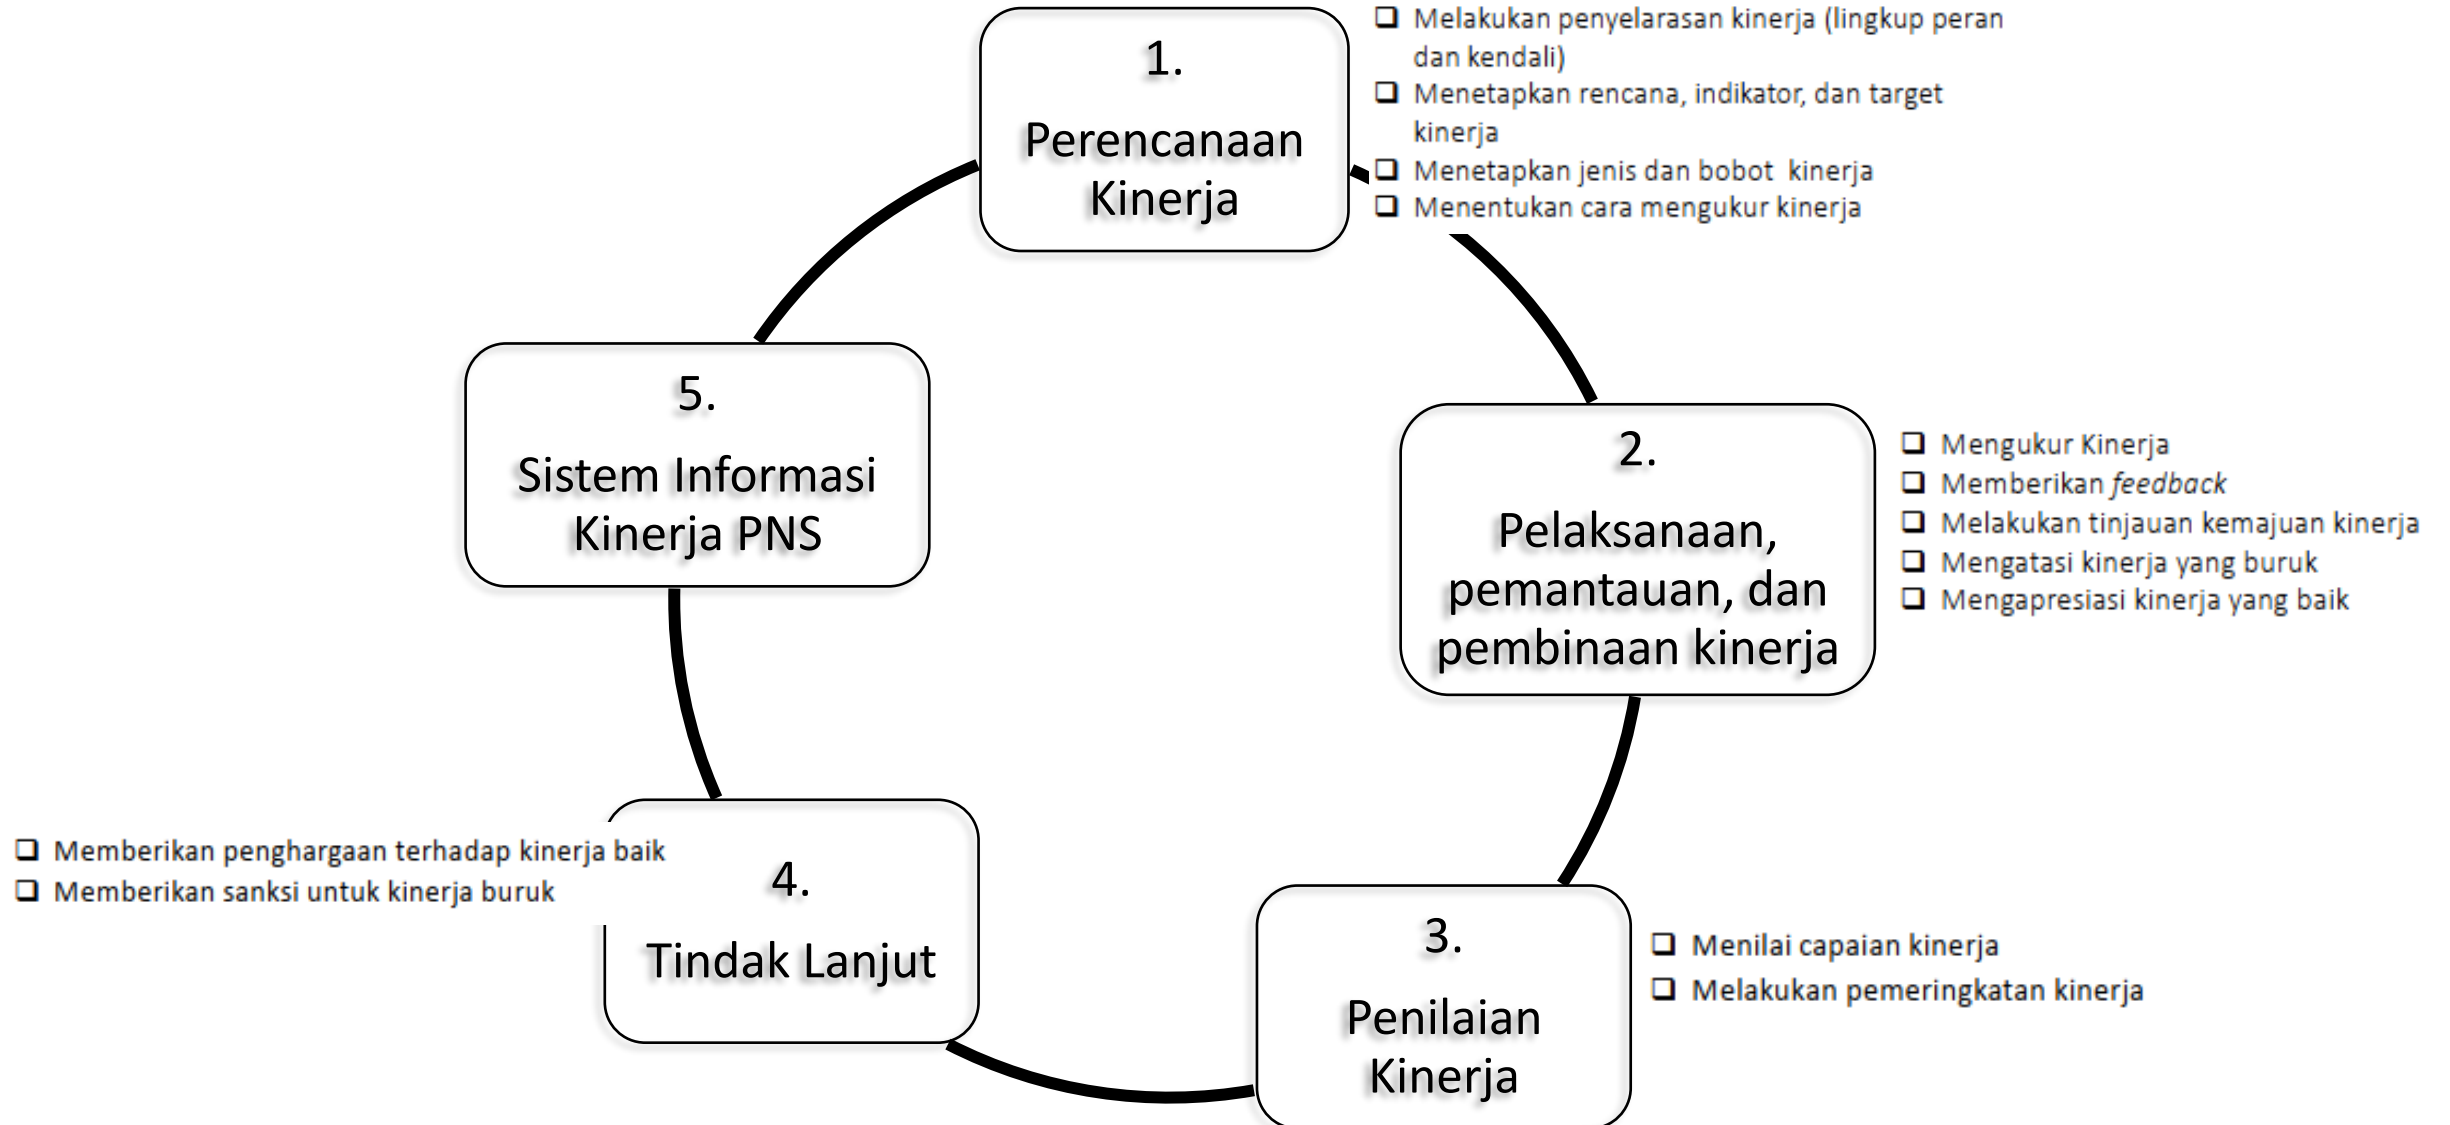 1.
Perencanaan
Kinerja
❑ Melakukan penyelarasan kinerja (lingkup peran
dan kendali)
❑ Menetapkan rencana, indikator, dan target
kinerja
❑ Menetapkan jenis dan bobot kinerja
❑ Menentukan cara mengukur kinerja
2.
Pelaksanaan,
pemantauan, dan
pembinaan kinerja
❑ Mengukur Kinerja
❑ Memberikan feedback
❑ Melakukan tinjauan kemajuan kinerja
❑ Mengatasi kinerja yang buruk
❑ Mengapresiasi kinerja yang baik
3.
Penilaian
Kinerja
❑ Menilai capaian kinerja
❑ Melakukan pemeringkatan kinerja
4.
Tindak Lanjut
❑ Memberikan penghargaan terhadap kinerja baik
❑ Memberikan sanksi untuk kinerja buruk
5.
Sistem Informasi
Kinerja PNS